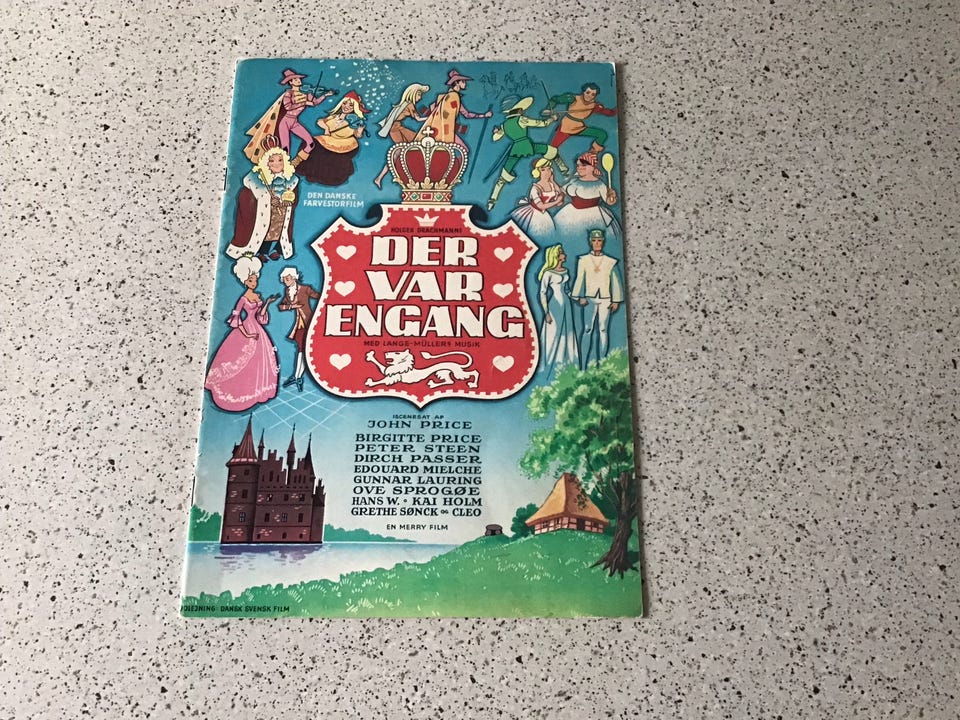 DEN DANSKE
FARVESTORFILM
HOLGER DRACHMANNS
DER
VAR
ENGANG
MED LANGE-MÜLLERS MUSIK
ISCENESAT AF
JOHN PRICE
BIRGITTE PRICE
PETER STEEN
DIRCH PASSER
EDOUARD MIELCHE
GUNNAR LAURING
OVE SPROGØE
HANS W. • KAI HOLM
GRETHE SØNCK OG CLEO
EN MERRY FILM
DLEJNING: DANSK SVENSK FILM